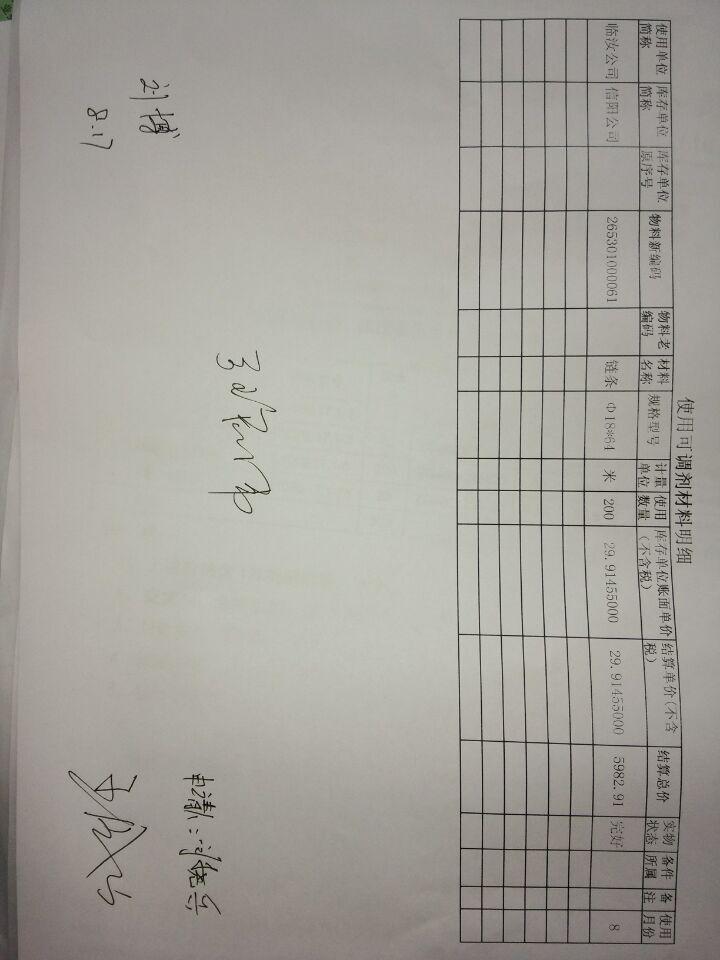 使用可调剂材料明细
使用单位简称 库存单位简称 库存单位原序号 物料新编码 物料老编码 材料名称 规格型号 计量单位 使用数量 库存单位账面单价（不含税） 结算单价(不含税) 结算总价 实物状态 备件所属 备注 使用月份
临汝公司 信阳公司 265301000061 链条 Φ18*64 米 200 29.91455000 29.91455000 5982.91 完好 8
刘博
8.17
申请人: